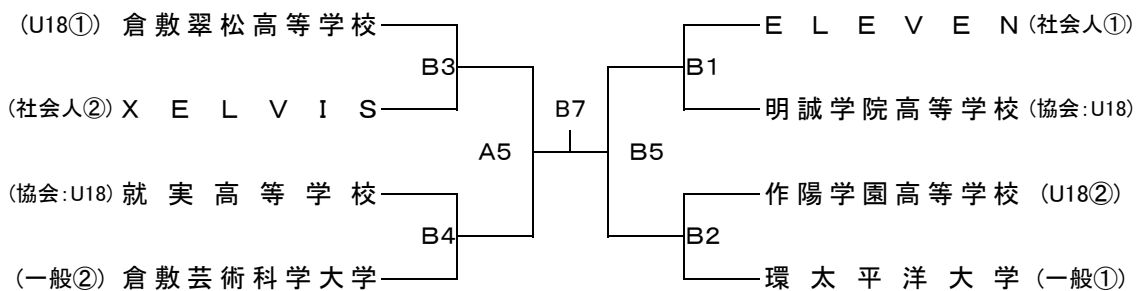 (U18①) 倉敷翠松高等学校
ELEVEN (社会人①)
B3
B1
(社会人②) XELVIS
B7
明誠学院高等学校 (協会:U18)
A5
B5
(協会:U18) 就実高等学校
作陽学園高等学校 (U18②)
B4
B2
(一般②) 倉敷芸術科学大学
環太平洋大学 (一般①)